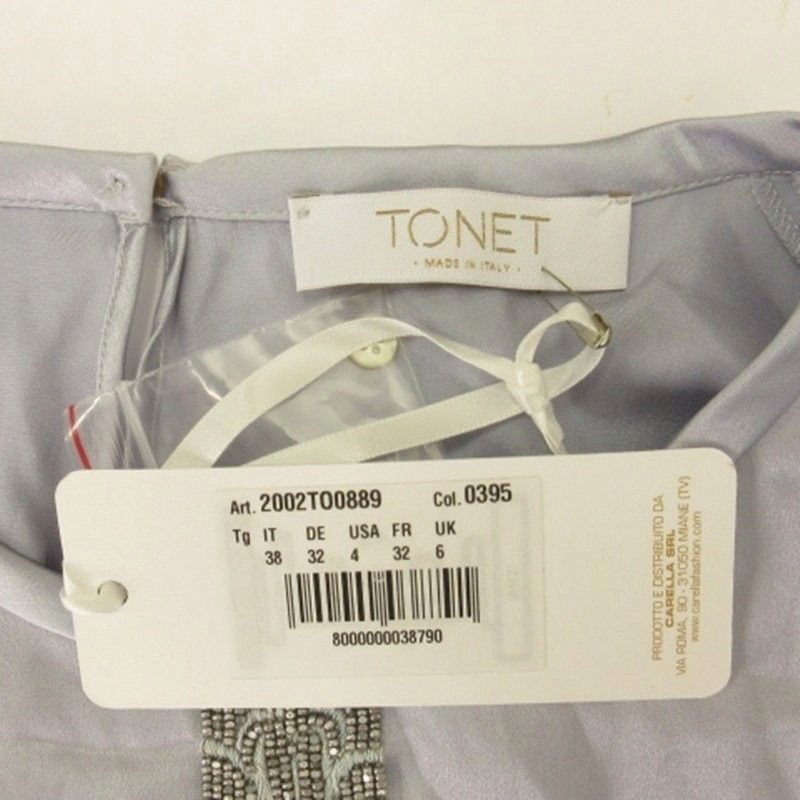 TONET
· MADE IN ITALY ·
Art. 2002TO0889 Col. 0395
Tg IT DE USA FR UK
38 32 4 32 6
8000000038790
PRODOTTO E DISTRIBUITO DA
CARELLA SRL
VIA ROMA, 90 - 31050 MIANE (TV)
www.carellafashion.com